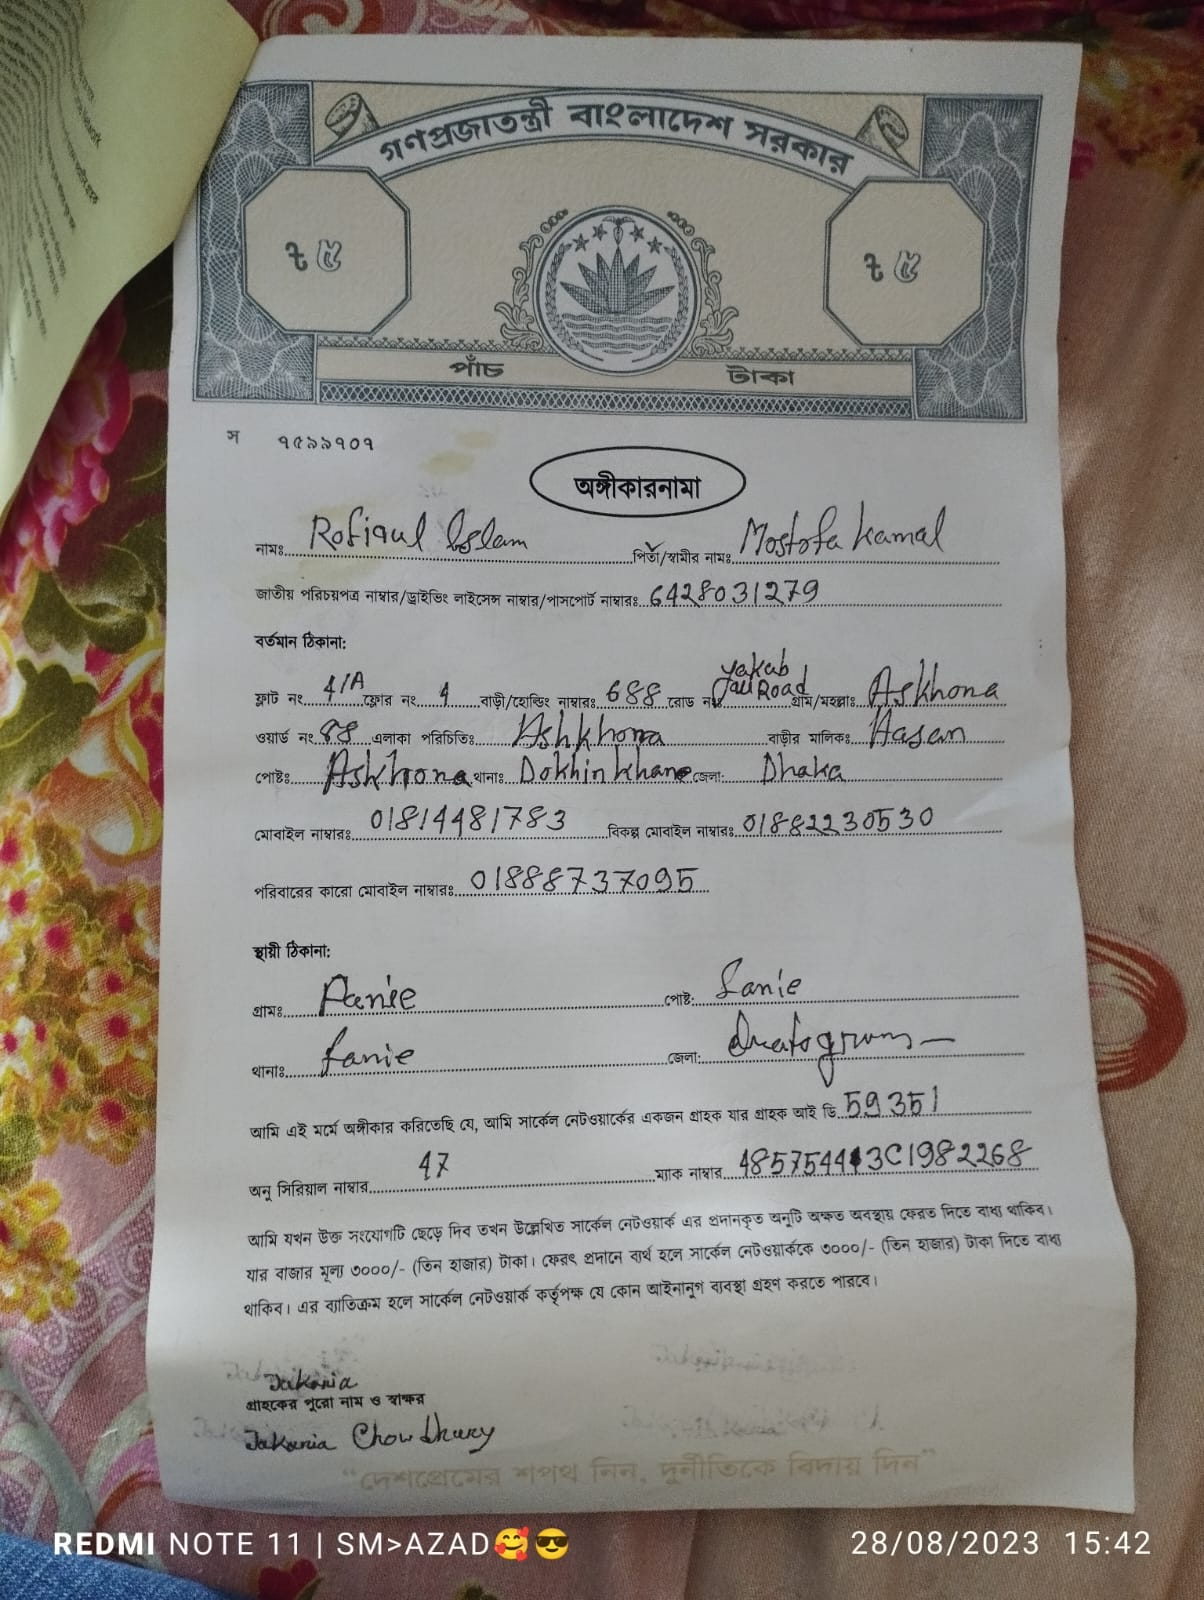 গণপ্রজাতন্ত্রী বাংলাদেশ সরকার
৳ ৫ ৳ ৫
পাঁচ টাকা
স ৭৫৯৯৭০৭
অঙ্গীকারনামা
নামঃ Rofiqul Islam পিতা/স্বামীর নামঃ Mostofa kamal
জাতীয় পরিচয়পত্র নাম্বার/ড্রাইভিং লাইসেন্স নাম্বার/পাসপোর্ট নাম্বারঃ 6428031279
বর্তমান ঠিকানা:
ফ্লাট নং 4/A ফ্লোর নং 4 বাড়ী/হোল্ডিং নাম্বারঃ 688 রোড নং Road গ্রাম/মহল্লাঃ Askhona
ওয়ার্ড নং এলাকা পরিচিতিঃ Ashkhona বাড়ীর মালিকঃ Hasan
পোষ্টঃ Askhona থানাঃ Dokhinkhane জেলা: Dhaka
মোবাইল নাম্বারঃ 01814481783 বিকল্প মোবাইল নাম্বারঃ 01882230530
পরিবারের কারো মোবাইল নাম্বারঃ 01888737095
স্থায়ী ঠিকানা:
গ্রামঃ Fanie পোষ্ট: Fanie
থানাঃ Fanie জেলা:
আমি এই মর্মে অঙ্গীকার করিতেছি যে, আমি সার্কেল নেটওয়ার্কের একজন গ্রাহক যার গ্রাহক আই ডি 59351
অনু সিরিয়াল নাম্বার 47 ম্যাক নাম্বার
আমি যখন উক্ত সংযোগটি ছেড়ে দিব তখন উল্লেখিত সার্কেল নেটওয়ার্ক এর প্রদানকৃত অনুটি অক্ষত অবস্থায় ফেরত দিতে বাধ্য থাকিব।
যার বাজার মূল্য ৩০০০/- (তিন হাজার) টাকা। ফেরৎ প্রদানে ব্যর্থ হলে সার্কেল নেটওয়ার্ককে ৩০০০/- (তিন হাজার) টাকা দিতে বাধ্য
থাকিব। এর ব্যতিক্রম হলে সার্কেল নেটওয়ার্ক কর্তৃপক্ষ যে কোন আইনানুগ ব্যবস্থা গ্রহণ করতে পারবে।
Jakaria
গ্রাহকের পুরো নাম ও স্বাক্ষর
Jakaria Chowdhury
"দেশপ্রেমের শপথ নিন, দুর্নীতিকে বিদায় দিন"
REDMI NOTE 11 | SM>AZAD🥰😎 28/08/2023 15:42